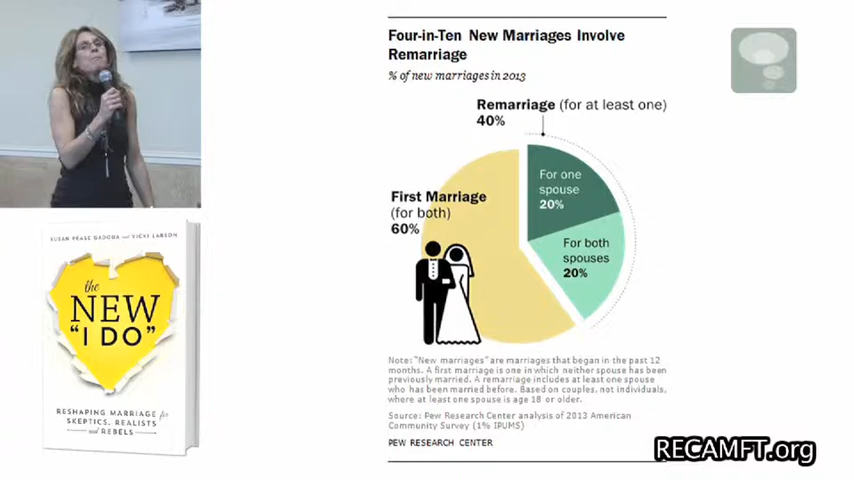 SUSAN PEASE GADOUA and VICKI LARSON
the
NEW
"I DO"
RESHAPING MARRIAGE for
SKEPTICS, REALISTS
and REBELS
Four-in-Ten New Marriages Involve
Remarriage
% of new marriages in 2013
Remarriage (for at least one)
40%
For one
spouse
20%
First Marriage
(for both)
60%
For both
spouses
20%
Note: "New marriages" are marriages that began in the past 12
months. A first marriage is one in which neither spouse has been
previously married. A remarriage includes at least one spouse
who has been married before. Based on couples, not individuals,
where at least one spouse is age 18 or older.
Source: Pew Research Center analysis of 2013 American
Community Survey (1% IPUMS)
PEW RESEARCH CENTER
RECAMFT.org